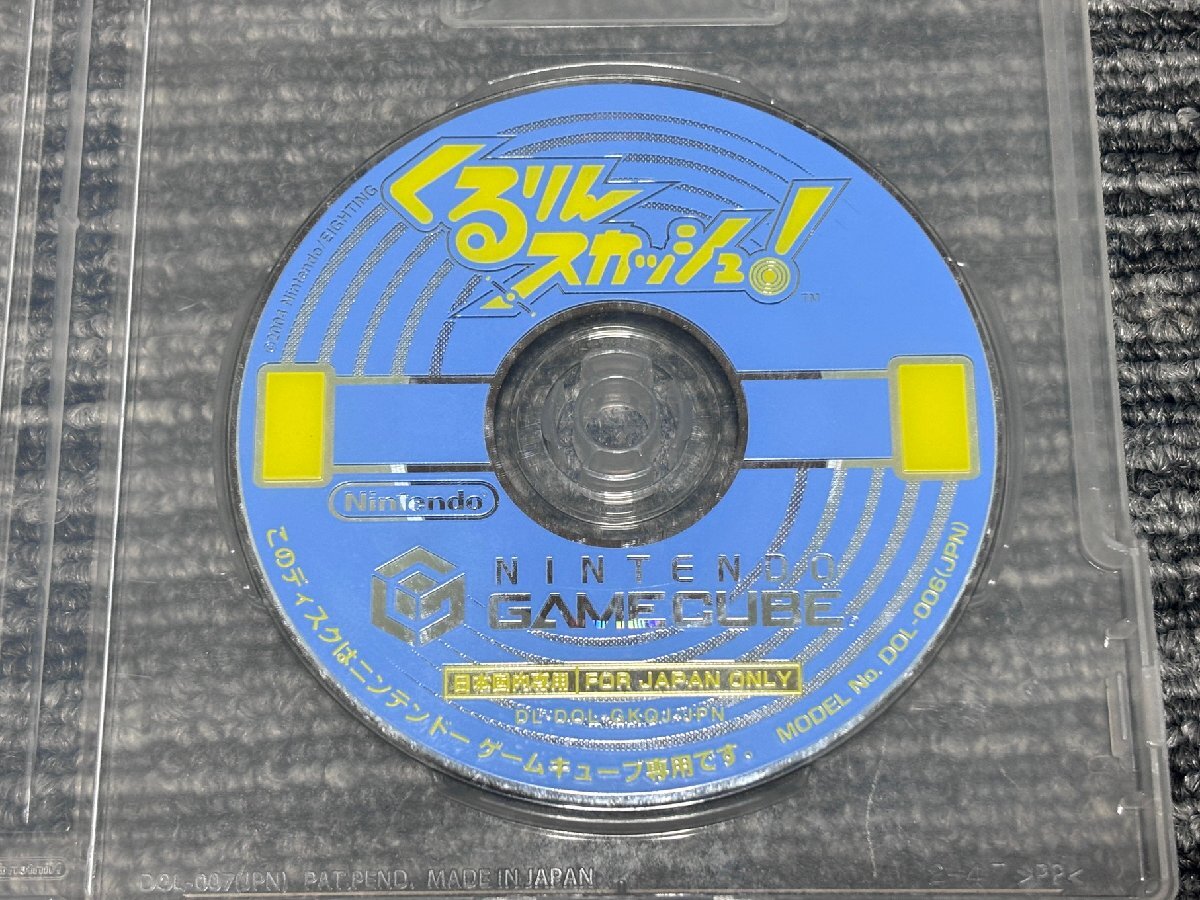 くるりん
スカッシュ!
TM
©2004 Nintendo/EIGHTING
Nintendo
NINTENDO
GAMECUBE
TM
日本国内専用 FOR JAPAN ONLY
DL-DOL-GKQJ-JPN
このディスクはニンテンドー ゲームキューブ専用です.
MODEL No. DOL-006(JPN)
DOL-007(JPN) PAT.PEND. MADE IN JAPAN
>PP<